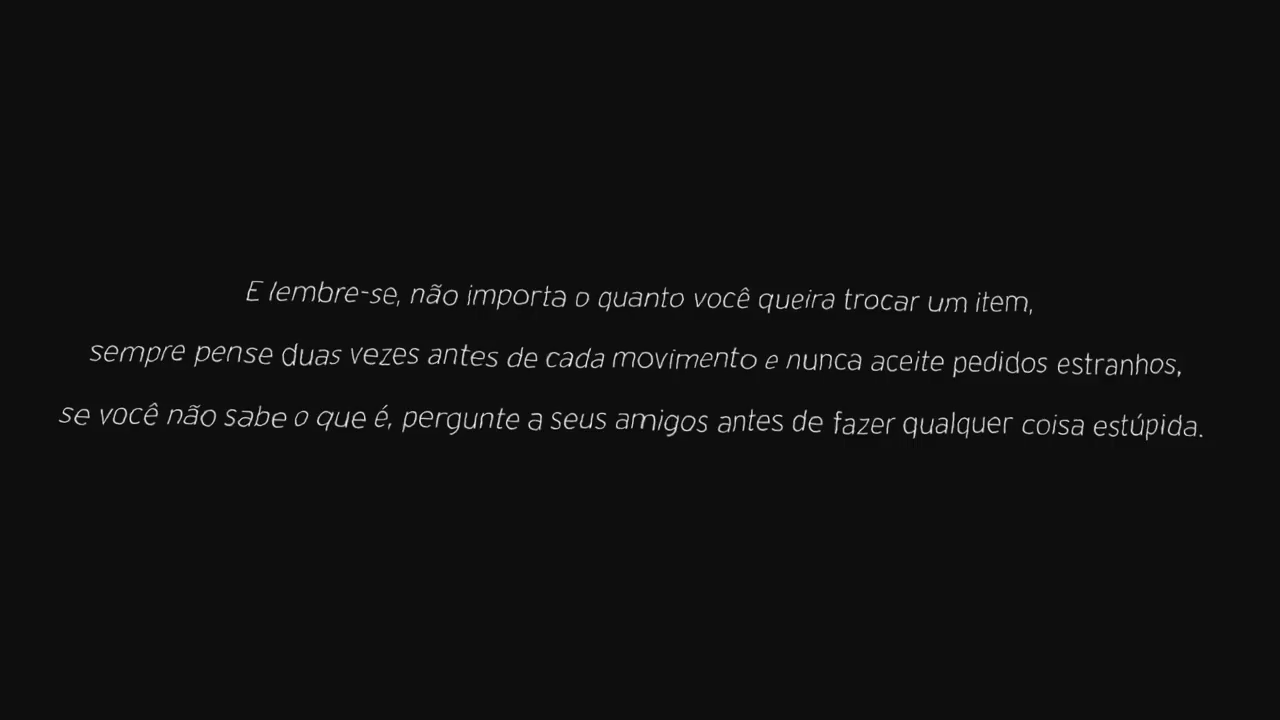 E lembre-se, não importa o quanto você queira trocar um item,
sempre pense duas vezes antes de cada movimento e nunca aceite pedidos estranhos,
se você não sabe o que é, pergunte a seus amigos antes de fazer qualquer coisa estúpida.